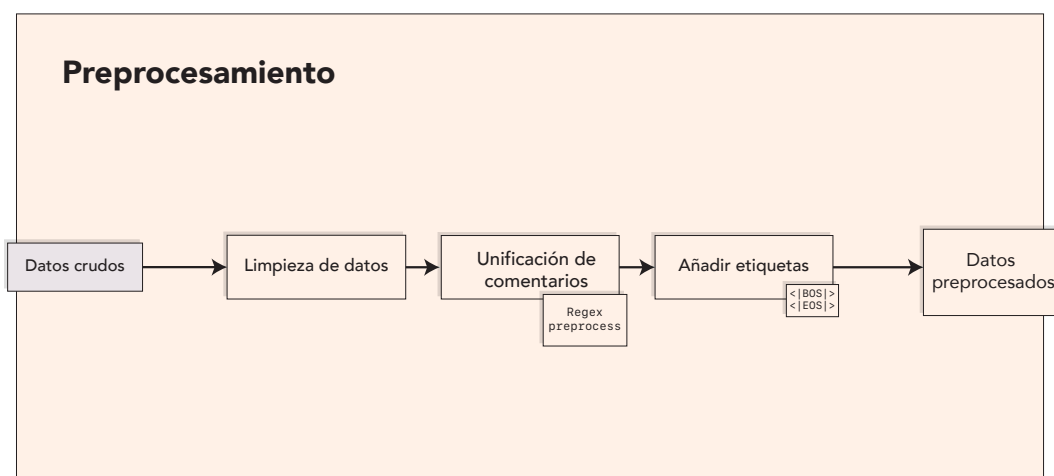 Preprocesamiento
Datos crudos
Limpieza de datos
Unificación de
comentarios
Regex
preprocess
Añadir etiquetas
<|BOS|>
<|EOS|>
Datos
preprocesados